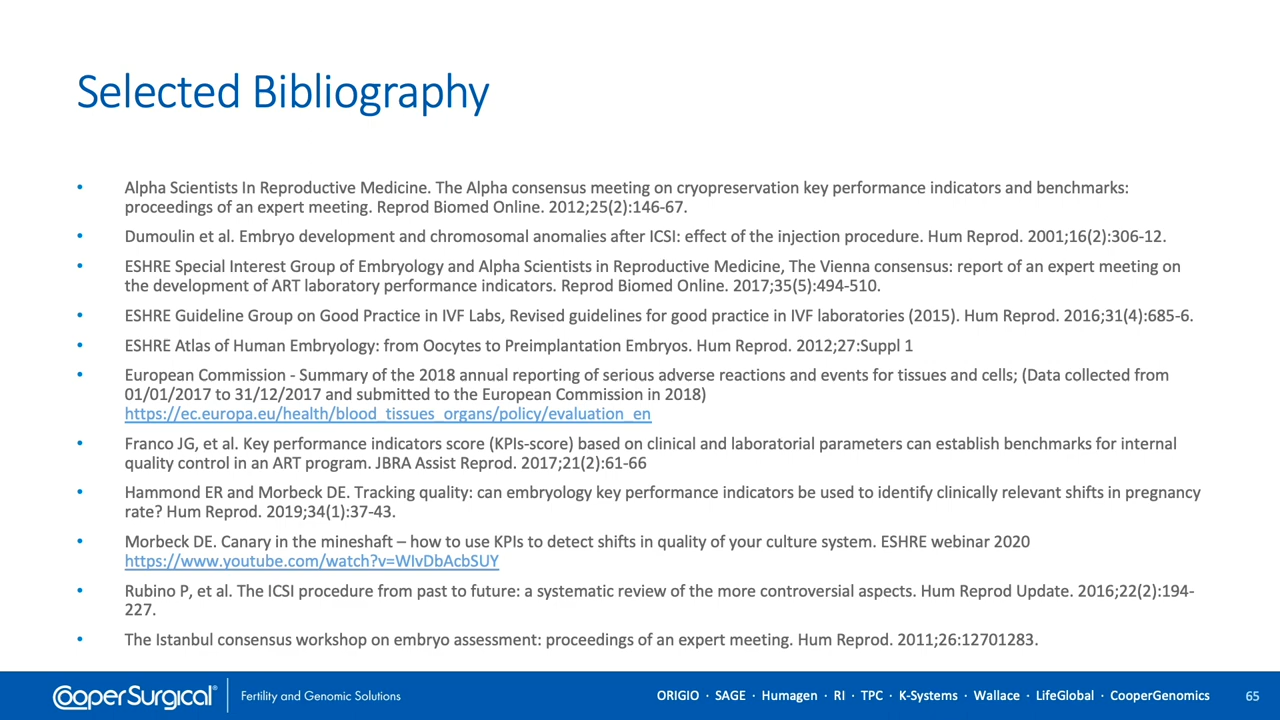 Selected Bibliography
• Alpha Scientists In Reproductive Medicine. The Alpha consensus meeting on cryopreservation key performance indicators and benchmarks:
proceedings of an expert meeting. Reprod Biomed Online. 2012;25(2):146-67.
• Dumoulin et al. Embryo development and chromosomal anomalies after ICSI: effect of the injection procedure. Hum Reprod. 2001;16(2):306-12.
• ESHRE Special Interest Group of Embryology and Alpha Scientists in Reproductive Medicine, The Vienna consensus: report of an expert meeting on
the development of ART laboratory performance indicators. Reprod Biomed Online. 2017;35(5):494-510.
• ESHRE Guideline Group on Good Practice in IVF Labs, Revised guidelines for good practice in IVF laboratories (2015). Hum Reprod. 2016;31(4):685-6.
• ESHRE Atlas of Human Embryology: from Oocytes to Preimplantation Embryos. Hum Reprod. 2012;27:Suppl 1
• European Commission - Summary of the 2018 annual reporting of serious adverse reactions and events for tissues and cells; (Data collected from
01/01/2017 to 31/12/2017 and submitted to the European Commission in 2018)
https://ec.europa.eu/health/blood_tissues_organs/policy/evaluation_en
• Franco JG, et al. Key performance indicators score (KPIs-score) based on clinical and laboratorial parameters can establish benchmarks for internal
quality control in an ART program. JBRA Assist Reprod. 2017;21(2):61-66
• Hammond ER and Morbeck DE. Tracking quality: can embryology key performance indicators be used to identify clinically relevant shifts in pregnancy
rate? Hum Reprod. 2019;34(1):37-43.
• Morbeck DE. Canary in the mineshaft – how to use KPIs to detect shifts in quality of your culture system. ESHRE webinar 2020
https://www.youtube.com/watch?v=WIvDbAcbSUY
• Rubino P, et al. The ICSI procedure from past to future: a systematic review of the more controversial aspects. Hum Reprod Update. 2016;22(2):194-
227.
• The Istanbul consensus workshop on embryo assessment: proceedings of an expert meeting. Hum Reprod. 2011;26:12701283.
CooperSurgical® Fertility and Genomic Solutions ORIGIO · SAGE · Humagen · RI · TPC · K-Systems · Wallace · LifeGlobal · CooperGenomics 65